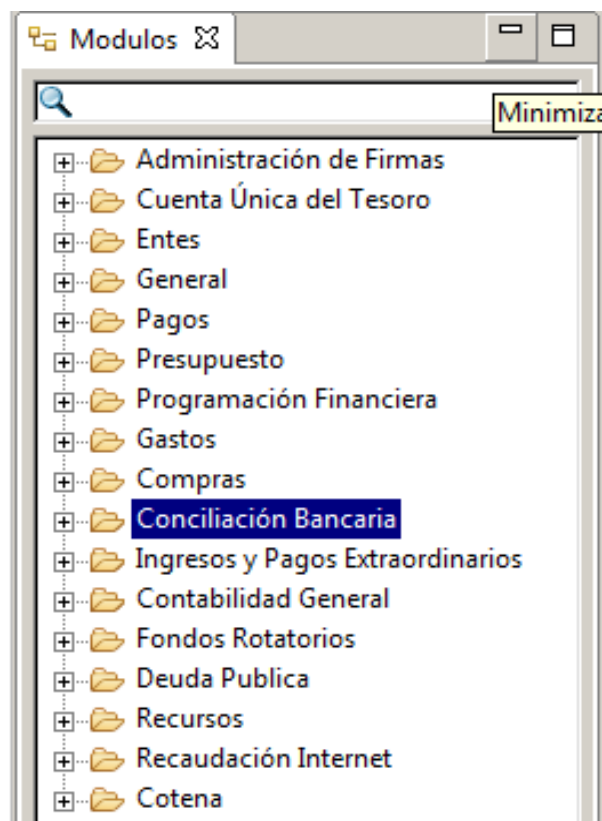 Modulos
Minimiza
Administración de Firmas
Cuenta Única del Tesoro
Entes
General
Pagos
Presupuesto
Programación Financiera
Gastos
Compras
Conciliación Bancaria
Ingresos y Pagos Extraordinarios
Contabilidad General
Fondos Rotatorios
Deuda Publica
Recursos
Recaudación Internet
Cotena